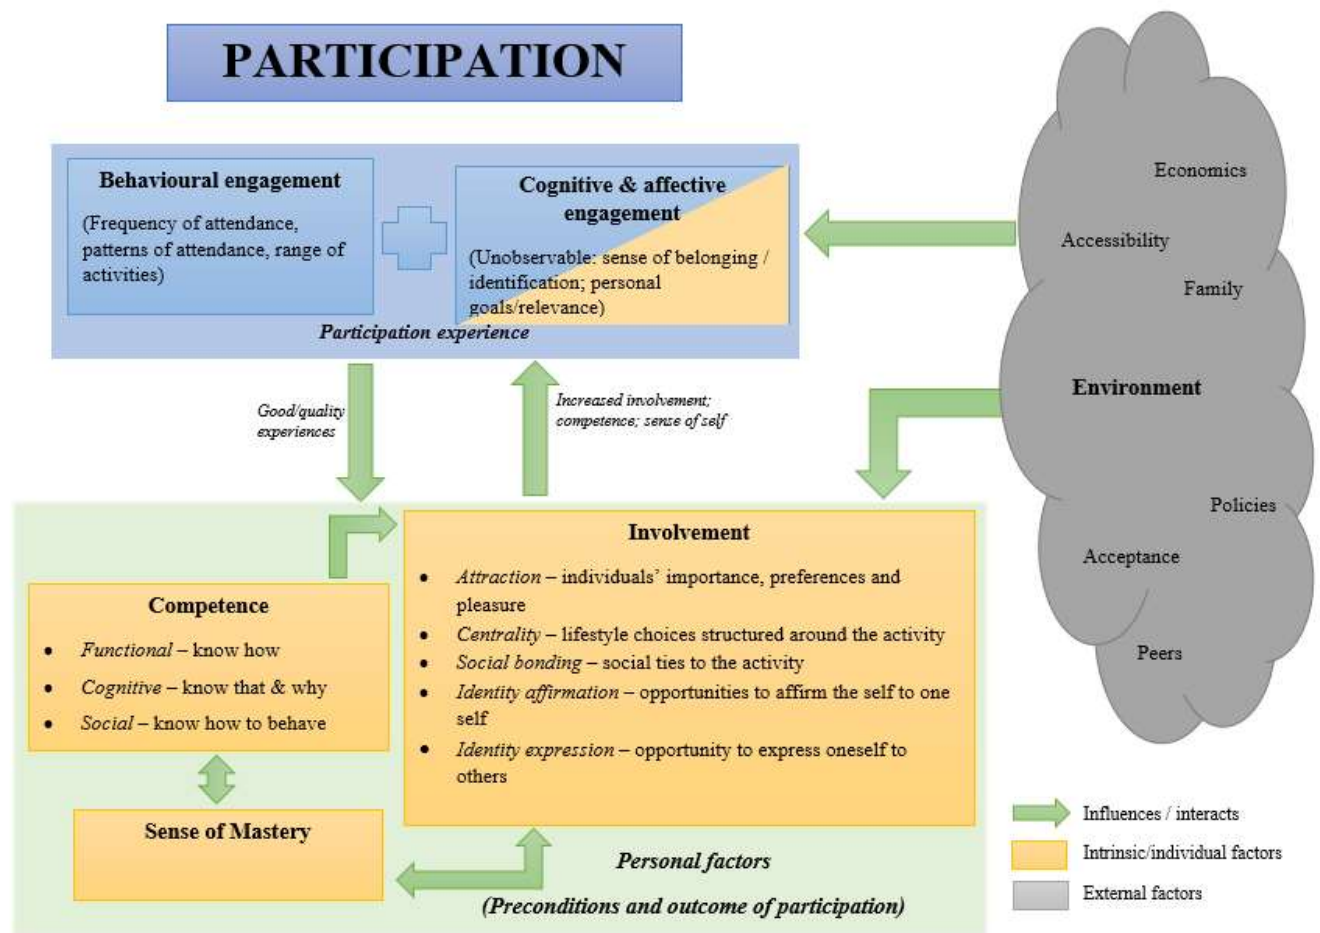 PARTICIPATION
Behavioural engagement
(Frequency of attendance,
patterns of attendance, range of
activities)
Cognitive & affective
engagement
(Unobservable: sense of belonging /
identification; personal
goals/relevance)
Participation experience
Good/quality
experiences
Increased involvement;
competence; sense of self
Economics
Accessibility
Family
Environment
Policies
Acceptance
Peers
Competence
• Functional – know how
• Cognitive – know that & why
• Social – know how to behave
Involvement
• Attraction – individuals’ importance, preferences and
pleasure
• Centrality – lifestyle choices structured around the activity
• Social bonding – social ties to the activity
• Identity affirmation – opportunities to affirm the self to one
self
• Identity expression – opportunity to express oneself to
others
Sense of Mastery
Personal factors
(Preconditions and outcome of participation)
Influences / interacts
Intrinsic/individual factors
External factors